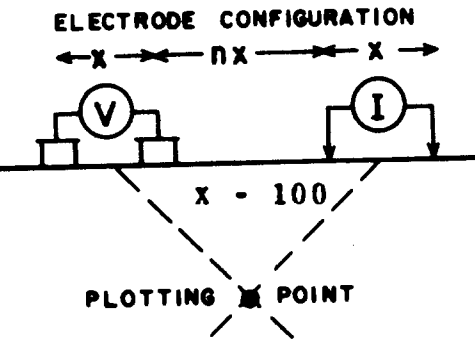 ELECTRODE CONFIGURATION
x nx x
V I
x - 100
PLOTTING POINT